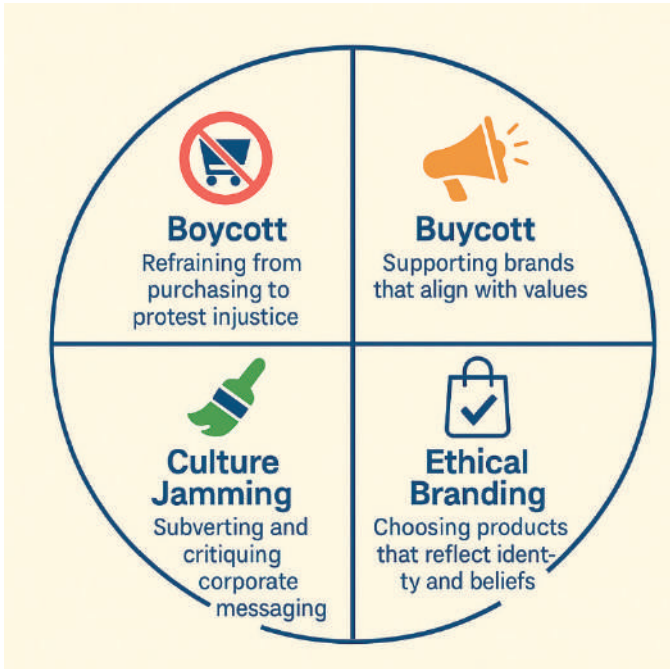 Boycott
Refraining from
purchasing to
protest injustice
Buycott
Supporting brands
that align with values
Culture
Jamming
Subverting and
critiquing
corporate
messaging
Ethical
Branding
Choosing products
that reflect ident-
ty and beliefs